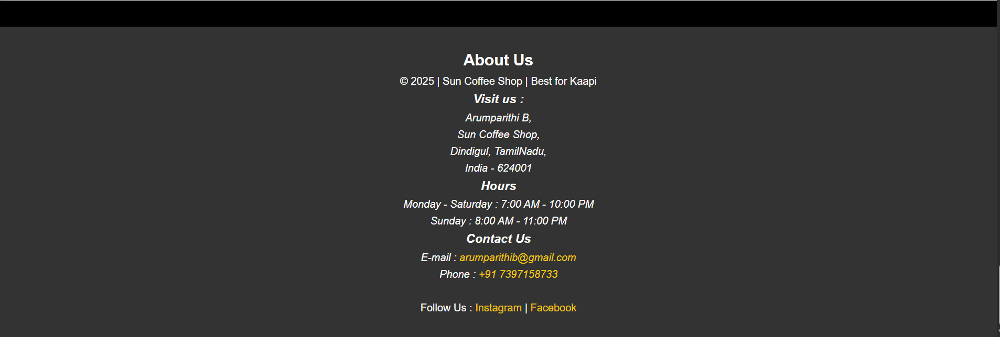 About Us
© 2025 | Sun Coffee Shop | Best for Kaapi
Visit us :
Arumparithi B,
Sun Coffee Shop,
Dindigul, TamilNadu,
India - 624001
Hours
Monday - Saturday : 7:00 AM - 10:00 PM
Sunday : 8:00 AM - 11:00 PM
Contact Us
E-mail : arumparithib@gmail.com
Phone : +91 7397158733
Follow Us : Instagram | Facebook